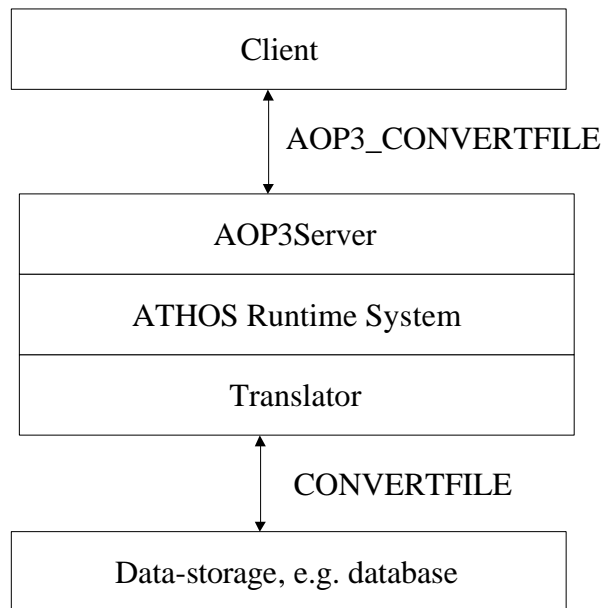 Client
AOP3_CONVERTFILE
AOP3Server
ATHOS Runtime System
Translator
CONVERTFILE
Data-storage, e.g. database